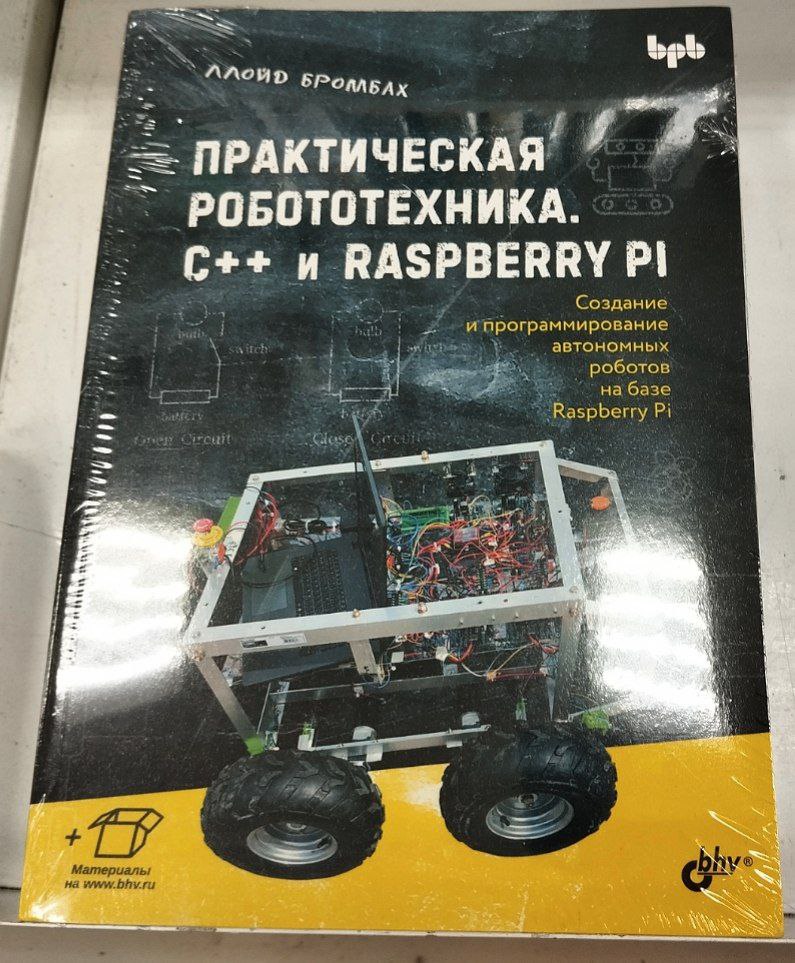 bpb
ЛЛОЙД БРОМБАХ
ПРАКТИЧЕСКАЯ
РОБОТОТЕХНИКА.
C++ и RASPBERRY PI
Создание
и программирование
автономных
роботов
на базе
Raspberry Pi
bulb
switch
battery
Open Circuit
bulb
switch
battery
Close Circuit
+
Материалы
на www.bhv.ru
bhv®